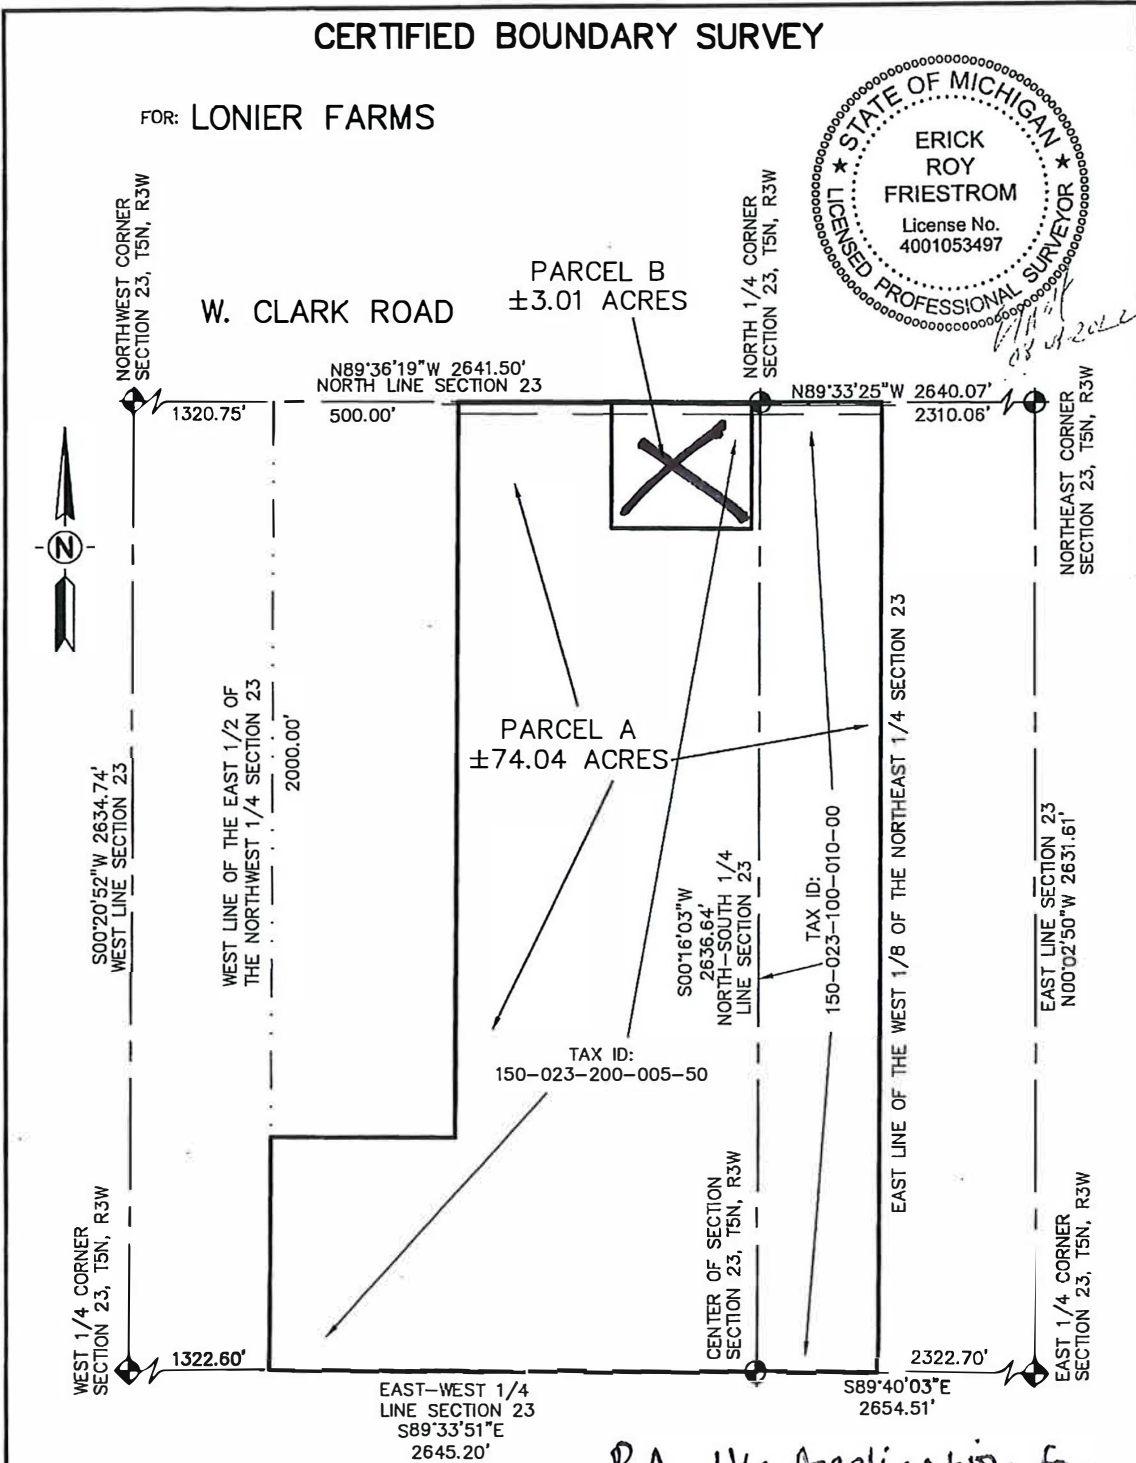 CERTIFIED BOUNDARY SURVEY
FOR: LONIER FARMS
STATE OF MICHIGAN
ERICK
ROY
FRIESTROM
License No.
4001053497
LICENSED PROFESSIONAL SURVEYOR
NORTHWEST CORNER
SECTION 23, T5N, R3W
W. CLARK ROAD
PARCEL B
±3.01 ACRES
NORTH 1/4 CORNER
SECTION 23, T5N, R3W
N89°36'19"W 2641.50'
NORTH LINE SECTION 23
N89°33'25"W 2640.07'
1320.75'
500.00'
2310.06'
NORTHEAST CORNER
SECTION 23, T5N, R3W
N
PARCEL A
±74.04 ACRES
S00°20'52"W 2634.74'
WEST LINE SECTION 23
WEST LINE OF THE EAST 1/2 OF
THE NORTHWEST 1/4 SECTION 23
2000.00'
S00°16'03"W
2636.64'
NORTH-SOUTH 1/4
LINE SECTION 23
TAX ID:
150-023-100-010-00
EAST LINE OF THE WEST 1/8 OF THE NORTHEAST 1/4 SECTION 23
EAST LINE SECTION 23
N00°02'50"W 2631.61'
TAX ID:
150-023-200-005-50
WEST 1/4 CORNER
SECTION 23, T5N, R3W
CENTER OF SECTION
SECTION 23, T5N, R3W
EAST 1/4 CORNER
SECTION 23, T5N, R3W
1322.60'
2322.70'
EAST-WEST 1/4
LINE SECTION 23
S89°33'51"E
2645.20'
S89°40'03"E
2654.51'